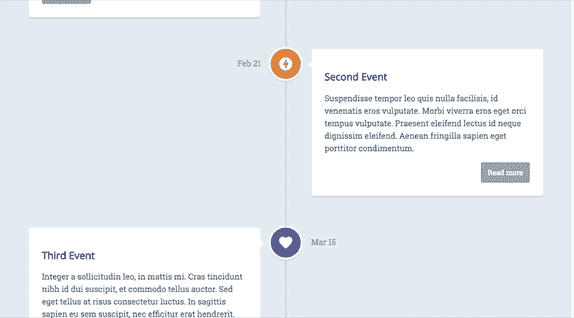 Feb 21
Second Event
Suspendisse tempor leo quis nulla facilisis, id
venenatis eros vulputate. Morbi viverra eros eget orci
tempus vulputate. Praesent eleifend lectus id neque
dignissim eleifend. Aenean fringilla sapien eget
porttitor condimentum.
Read more
Mar 15
Third Event
Integer a sollicitudin leo, in mattis mi. Cras tincidunt
nibh id dui suscipit, et commodo tellus auctor. Sed
eget tellus at risus consectetur luctus. In sagittis
sapien eu sem suscipit, nec efficitur erat hendrerit.